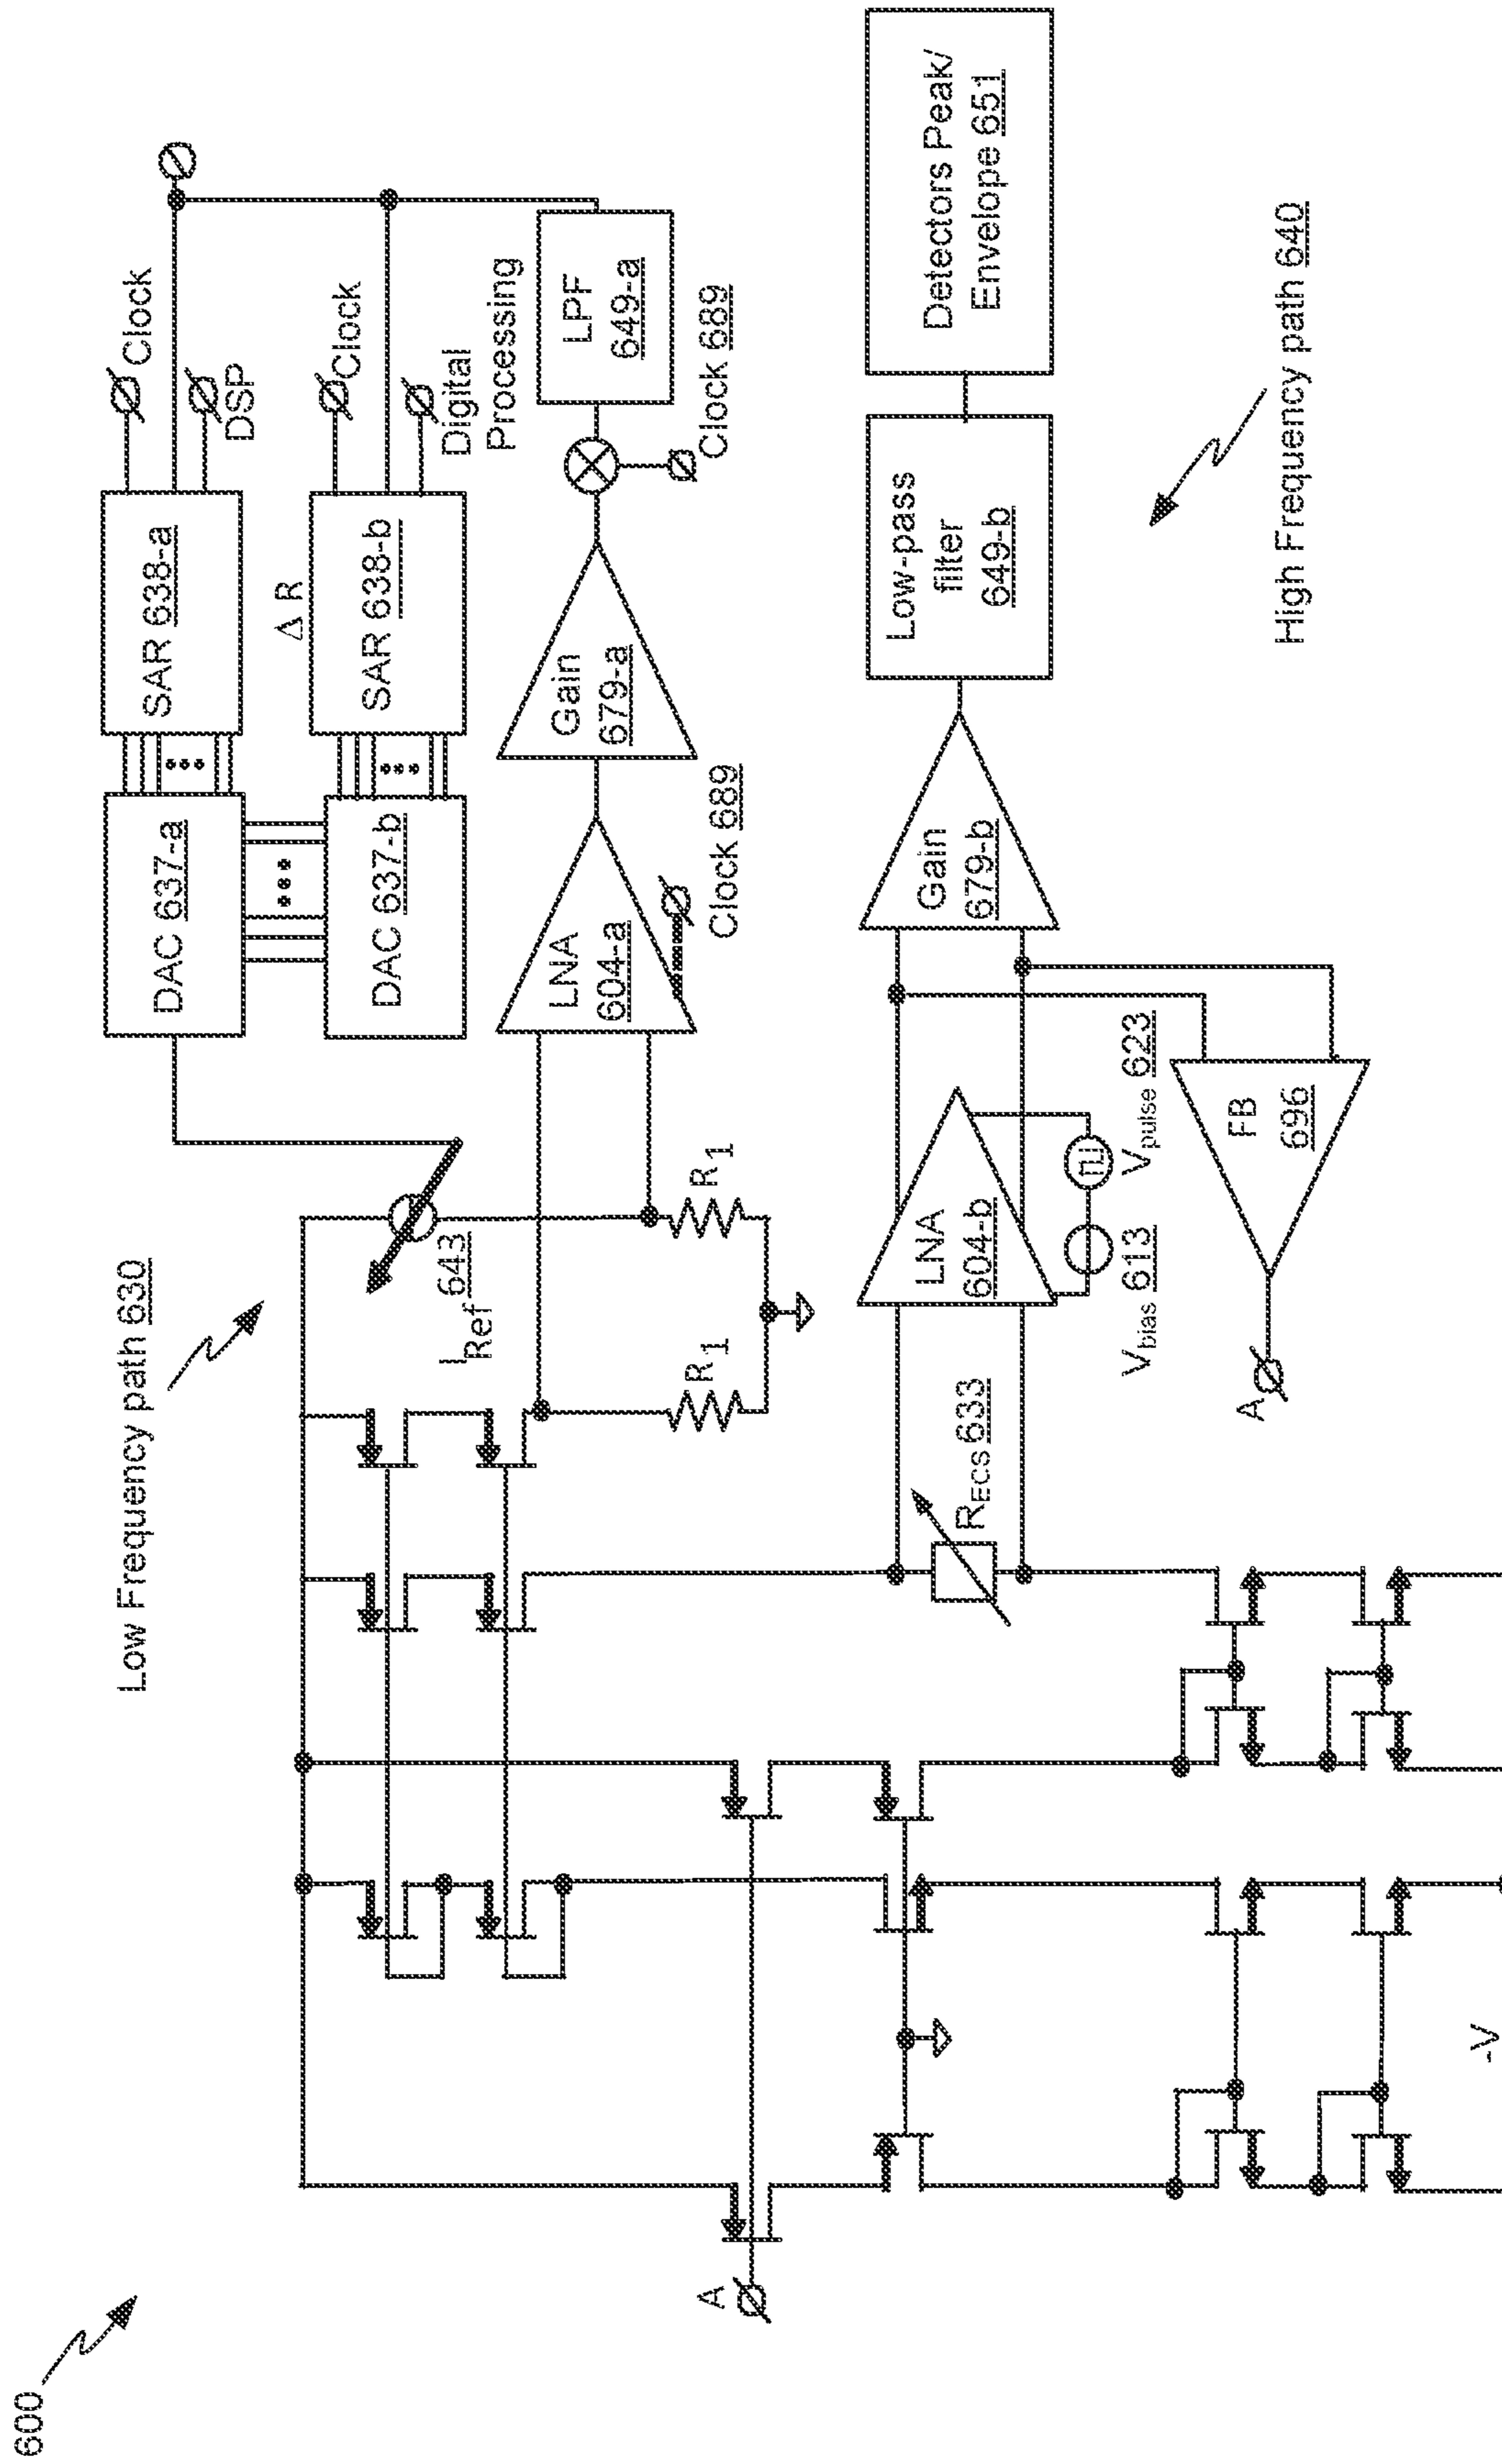 600
Low Frequency path 630
DAC 637-a
SAR 638-a
Clock
DSP
Δ R
DAC 637-b
SAR 638-b
Clock
Digital
Processing
I Ref 643
LNA
604-a
Clock 689
Gain
679-a
Clock 689
LPF
649-a
R1
R1
A
RECS 633
LNA
604-b
Vbias 613
Vpulse 623
Gain
679-b
Low-pass
filter
649-b
Detectors Peak/
Envelope 651
A
FB
696
High Frequency path 640
-V